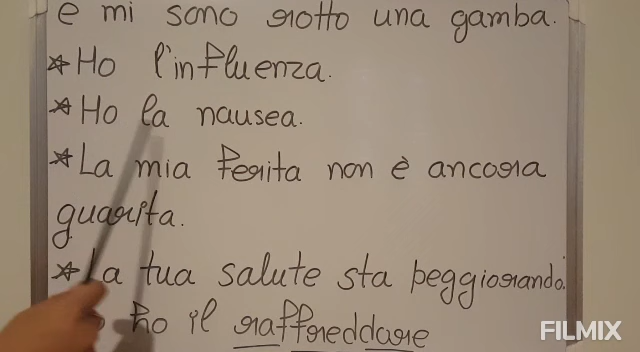 e mi sono rotto una gamba.
*Ho l'influenza.
*Ho la nausea.
*La mia ferita non è ancora
guarita.
*La tua salute sta peggiorando.
ho il raffreddare
FILMIX